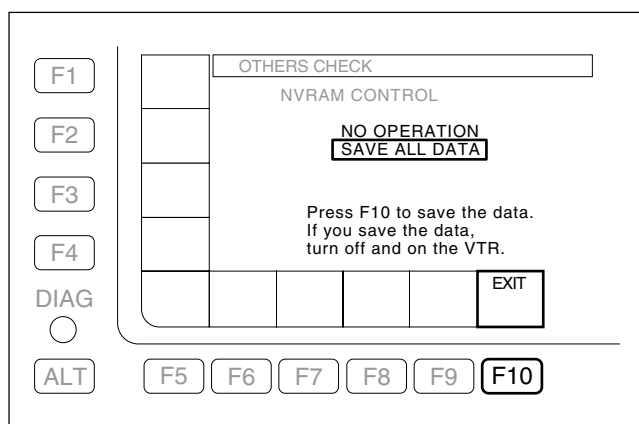 F1
OTHERS CHECK
NVRAM CONTROL
F2
NO OPERATION
SAVE ALL DATA
F3
Press F10 to save the data.
If you save the data,
turn off and on the VTR.
F4
EXIT
DIAG
ALT
F5 F6 F7 F8 F9 F10